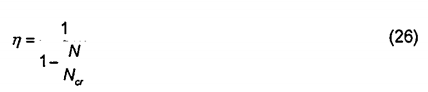 η = 1 / (1 − N / N_cr) (26)